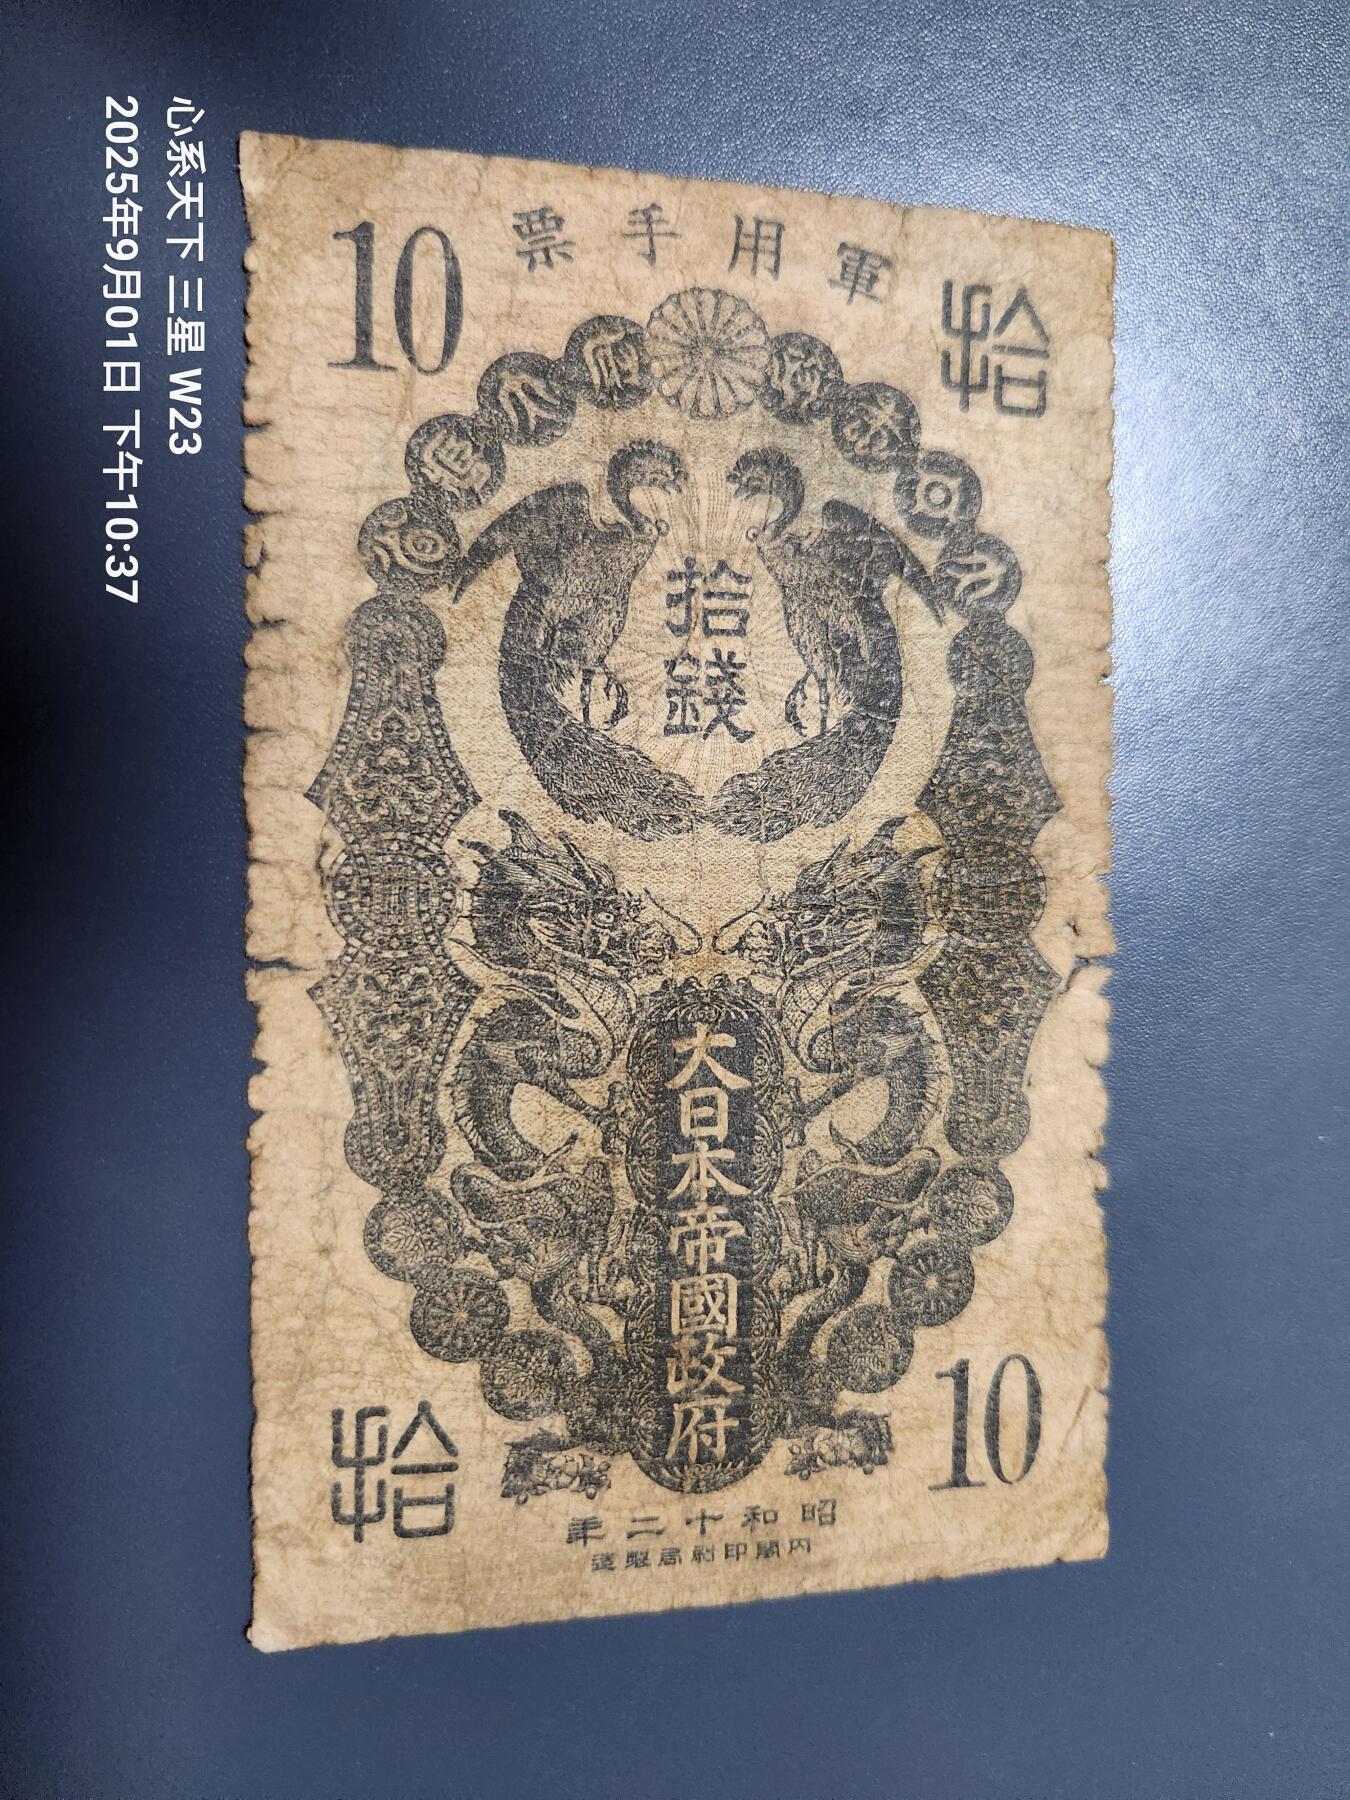 軍用手票
10
拾
拾錢
大日本帝國政府
拾
10
昭和十二年
内閣印刷局製造
心系天下 三星 W23
2025年9月01日 下午10:37